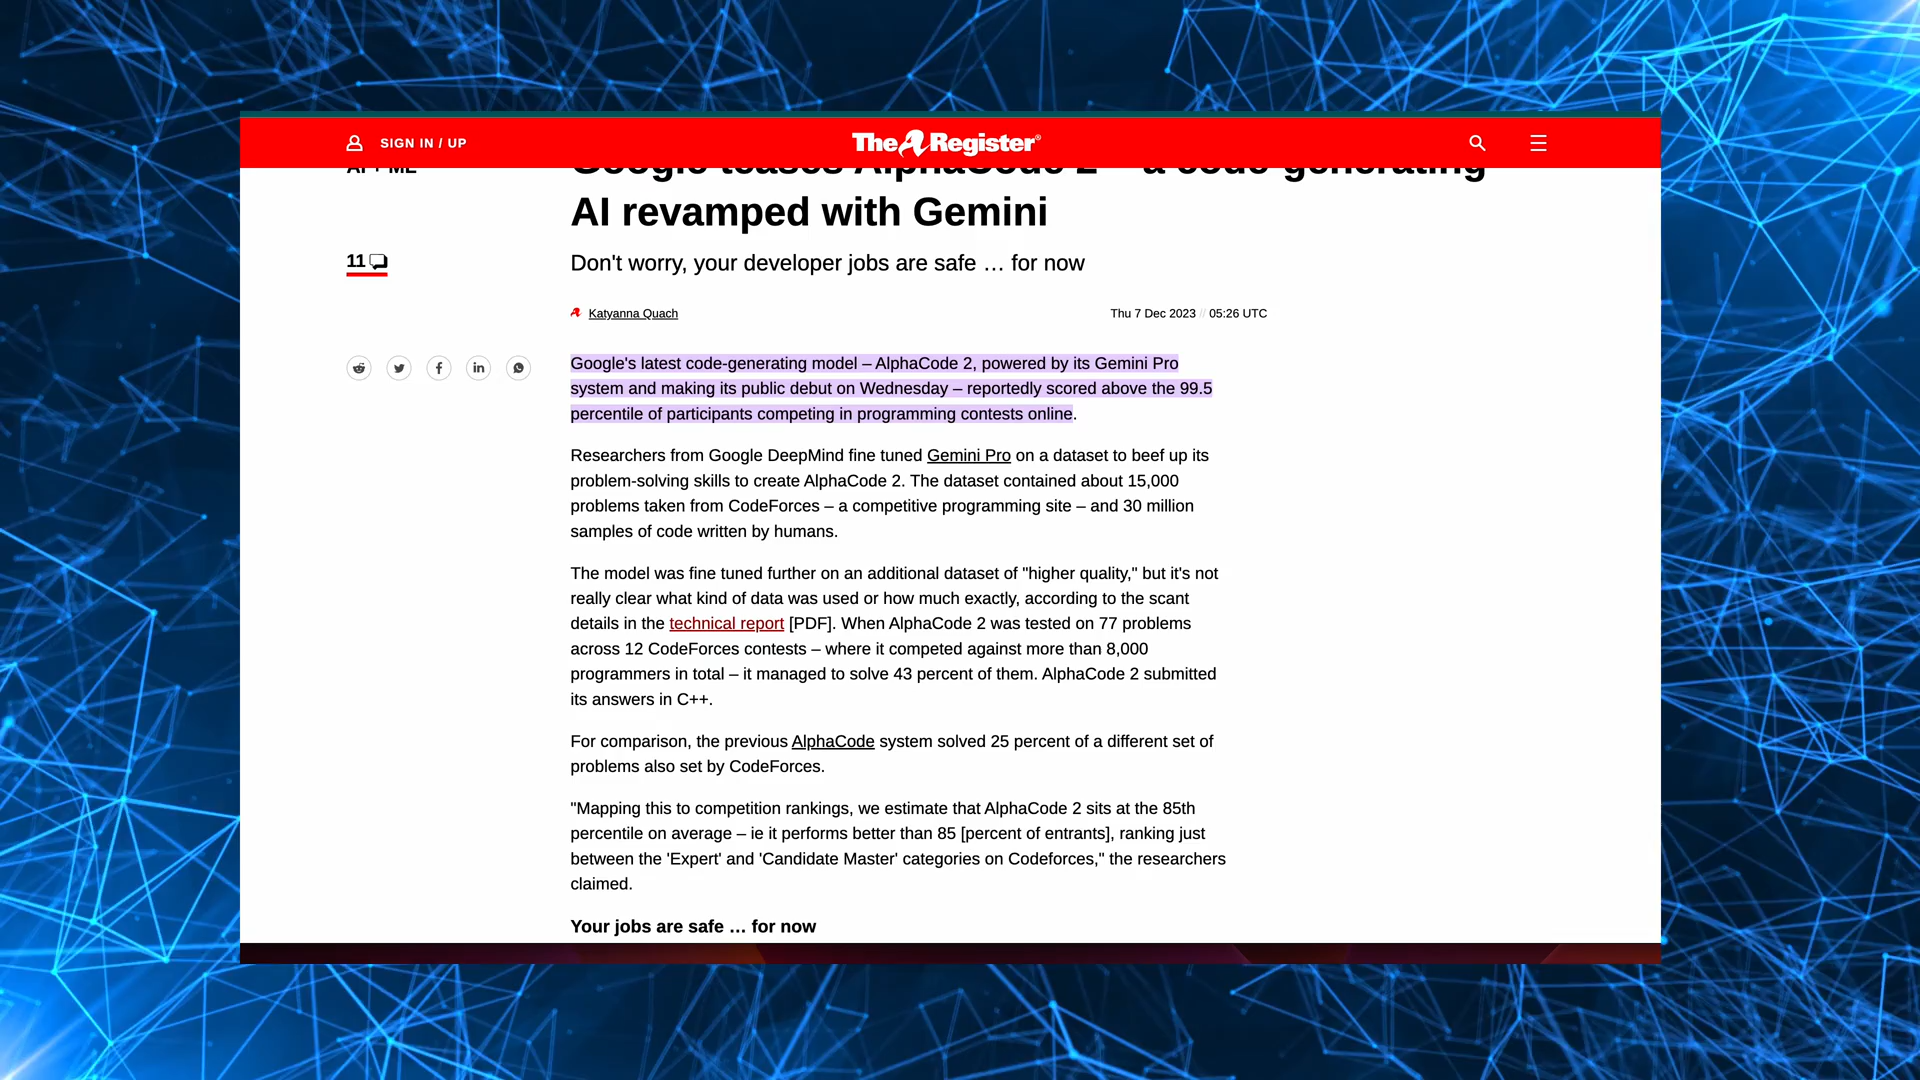 SIGN IN / UP
The Register®
AI + ML
Google teases AlphaCode 2 – a code-generating
AI revamped with Gemini
11
Don't worry, your developer jobs are safe … for now
Katyanna Quach
Thu 7 Dec 2023 // 05:26 UTC
Google's latest code-generating model – AlphaCode 2, powered by its Gemini Pro
system and making its public debut on Wednesday – reportedly scored above the 99.5
percentile of participants competing in programming contests online.
Researchers from Google DeepMind fine tuned Gemini Pro on a dataset to beef up its
problem-solving skills to create AlphaCode 2. The dataset contained about 15,000
problems taken from CodeForces – a competitive programming site – and 30 million
samples of code written by humans.
The model was fine tuned further on an additional dataset of "higher quality," but it's not
really clear what kind of data was used or how much exactly, according to the scant
details in the technical report [PDF]. When AlphaCode 2 was tested on 77 problems
across 12 CodeForces contests – where it competed against more than 8,000
programmers in total – it managed to solve 43 percent of them. AlphaCode 2 submitted
its answers in C++.
For comparison, the previous AlphaCode system solved 25 percent of a different set of
problems also set by CodeForces.
"Mapping this to competition rankings, we estimate that AlphaCode 2 sits at the 85th
percentile on average – ie it performs better than 85 [percent of entrants], ranking just
between the 'Expert' and 'Candidate Master' categories on Codeforces," the researchers
claimed.
Your jobs are safe … for now